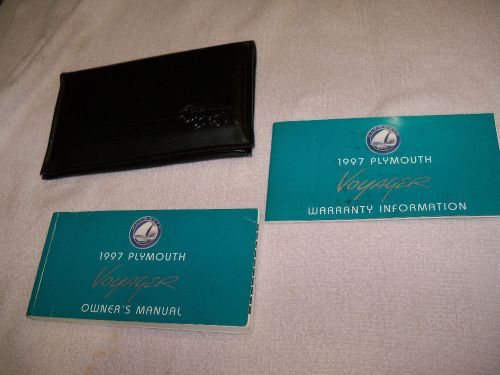 1997 PLYMOUTH
VOYAGER
WARRANTY INFORMATION
1997 PLYMOUTH
VOYAGER
OWNER'S MANUAL